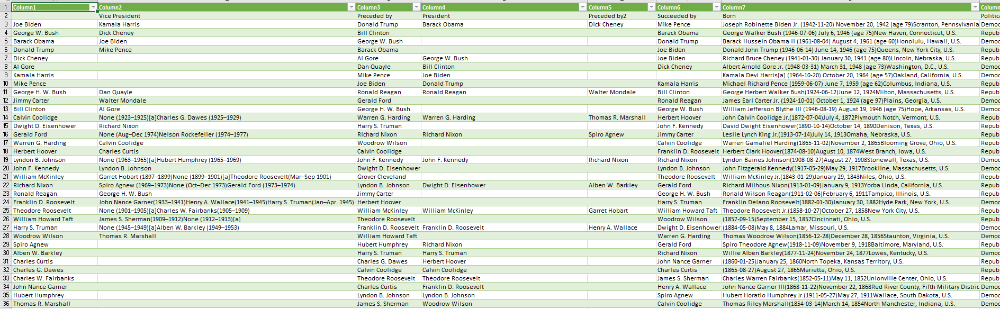 1 Column1 Column2 Column3 Column4 Column5 Column6 Column7 Column
2 Vice President Preceded by President Preceded by2 Succeeded by Born Politic
3 Joe Biden Kamala Harris Donald Trump Barack Obama Dick Cheney Mike Pence Joseph Robinette Biden Jr. (1942-11-20) November 20, 1942 (age 79)Scranton, Pennsylvania Democ
4 George W. Bush Dick Cheney Bill Clinton Barack Obama George Walker Bush (1946-07-06) July 6, 1946 (age 75)New Haven, Connecticut, U.S. Repub
5 Barack Obama Joe Biden George W. Bush Donald Trump Barack Hussein Obama II (1961-08-04) August 4, 1961 (age 60)Honolulu, Hawaii, U.S. Democ
6 Donald Trump Mike Pence Barack Obama Joe Biden Donald John Trump (1946-06-14) June 14, 1946 (age 75)Queens, New York City, U.S. Repub
7 Dick Cheney Al Gore George W. Bush Joe Biden Richard Bruce Cheney (1941-01-30) January 30, 1941 (age 80)Lincoln, Nebraska, U.S. Repub
8 Al Gore Dan Quayle Bill Clinton Dick Cheney Albert Arnold Gore Jr. (1948-03-31) March 31, 1948 (age 73)Washington, D.C., U.S. Democ
9 Kamala Harris Mike Pence Joe Biden Kamala Devi Harris[a] (1964-10-20) October 20, 1964 (age 57)Oakland, California, U.S. Democ
10 Mike Pence Joe Biden Donald Trump Kamala Harris Michael Richard Pence (1959-06-07) June 7, 1959 (age 62)Columbus, Indiana, U.S. Repub
11 George H. W. Bush Dan Quayle Ronald Reagan Ronald Reagan Walter Mondale Bill Clinton George Herbert Walker Bush(1924-06-12)June 12, 1924Milton, Massachusetts, U.S. Repub
12 Jimmy Carter Walter Mondale Gerald Ford Ronald Reagan James Earl Carter Jr. (1924-10-01) October 1, 1924 (age 97)Plains, Georgia, U.S. Democ
13 Bill Clinton Al Gore George H. W. Bush George W. Bush William Jefferson Blythe III (1946-08-19) August 19, 1946 (age 75)Hope, Arkansas, U.S. Democ
14 Calvin Coolidge None (1923–1925)[a]Charles G. Dawes (1925–1929) Warren G. Harding Warren G. Harding Thomas R. Marshall Herbert Hoover John Calvin Coolidge Jr.(1872-07-04)July 4, 1872Plymouth Notch, Vermont, U.S. Repub
15 Dwight D. Eisenhower Richard Nixon Harry S. Truman John F. Kennedy David Dwight Eisenhower(1890-10-14)October 14, 1890Denison, Texas, U.S. Repub
16 Gerald Ford None (Aug–Dec 1974)Nelson Rockefeller (1974–1977) Richard Nixon Richard Nixon Spiro Agnew Jimmy Carter Leslie Lynch King Jr.(1913-07-14)July 14, 1913Omaha, Nebraska, U.S. Repub
17 Warren G. Harding Calvin Coolidge Woodrow Wilson Calvin Coolidge Warren Gamaliel Harding(1865-11-02)November 2, 1865Blooming Grove, Ohio, U.S. Repub
18 Herbert Hoover Charles Curtis Calvin Coolidge Franklin D. Roosevelt Herbert Clark Hoover(1874-08-10)August 10, 1874West Branch, Iowa, U.S. Repub
19 Lyndon B. Johnson None (1963–1965)[a]Hubert Humphrey (1965–1969) John F. Kennedy John F. Kennedy Richard Nixon Richard Nixon Lyndon Baines Johnson(1908-08-27)August 27, 1908Stonewall, Texas, U.S. Democ
20 John F. Kennedy Lyndon B. Johnson Dwight D. Eisenhower Lyndon B. Johnson John Fitzgerald Kennedy(1917-05-29)May 29, 1917Brookline, Massachusetts, U.S. Democ
21 William McKinley Garret Hobart (1897–1899)None (1899–1901)[a]Theodore Roosevelt(Mar–Sep 1901) Grover Cleveland Theodore Roosevelt William McKinley Jr.(1843-01-29)January 29, 1843Niles, Ohio, U.S. Repub
22 Richard Nixon Spiro Agnew (1969–1973)None (Oct–Dec 1973)Gerald Ford (1973–1974) Lyndon B. Johnson Dwight D. Eisenhower Alben W. Barkley Gerald Ford Richard Milhous Nixon(1913-01-09)January 9, 1913Yorba Linda, California, U.S. Repub
23 Ronald Reagan George H. W. Bush Jimmy Carter George H. W. Bush Ronald Wilson Reagan(1911-02-06)February 6, 1911Tampico, Illinois, U.S. Repub
24 Franklin D. Roosevelt John Nance Garner(1933–1941)Henry A. Wallace(1941–1945)Harry S. Truman(Jan–Apr. 1945) Herbert Hoover Harry S. Truman Franklin Delano Roosevelt(1882-01-30)January 30, 1882Hyde Park, New York, U.S. Democ
25 Theodore Roosevelt None (1901–1905)[a]Charles W. Fairbanks(1905–1909) William McKinley William McKinley Garret Hobart William Howard Taft Theodore Roosevelt Jr.(1858-10-27)October 27, 1858New York City, U.S. Repub
26 William Howard Taft James S. Sherman(1909–1912)None (1912–1913)[a] Theodore Roosevelt Woodrow Wilson (1857-09-15)September 15, 1857Cincinnati, Ohio, U.S. Repub
27 Harry S. Truman None (1945–1949)[a]Alben W. Barkley (1949–1953) Franklin D. Roosevelt Franklin D. Roosevelt Henry A. Wallace Dwight D. Eisenhower (1884-05-08)May 8, 1884Lamar, Missouri, U.S. Democ
28 Woodrow Wilson Thomas R. Marshall William Howard Taft Warren G. Harding Thomas Woodrow Wilson(1856-12-28)December 28, 1856Staunton, Virginia, U.S. Democ
29 Spiro Agnew Hubert Humphrey Richard Nixon Gerald Ford Spiro Theodore Agnew(1918-11-09)November 9, 1918Baltimore, Maryland, U.S. Repub
30 Alben W. Barkley Harry S. Truman Harry S. Truman Richard Nixon Willie Alben Barkley(1877-11-24)November 24, 1877Lowes, Kentucky, U.S. Democ
31 Charles Curtis Charles G. Dawes Herbert Hoover John Nance Garner (1860-01-25)January 25, 1860North Topeka, Kansas Territory, U.S. Repub
32 Charles G. Dawes Calvin Coolidge Calvin Coolidge Charles Curtis (1865-08-27)August 27, 1865Marietta, Ohio, U.S. Repub
33 Charles W. Fairbanks Theodore Roosevelt Theodore Roosevelt James S. Sherman Charles Warren Fairbanks(1852-05-11)May 11, 1852Unionville Center, Ohio, U.S. Repub
34 John Nance Garner Charles Curtis Franklin D. Roosevelt Henry A. Wallace John Nance Garner III(1868-11-22)November 22, 1868Red River County, Fifth Military Distric Democ
35 Hubert Humphrey Lyndon B. Johnson Lyndon B. Johnson Spiro Agnew Hubert Horatio Humphrey Jr.(1911-05-27)May 27, 1911Wallace, South Dakota, U.S. Democ
36 Thomas R. Marshall James S. Sherman Woodrow Wilson Calvin Coolidge Thomas Riley Marshall(1854-03-14)March 14, 1854North Manchester, Indiana, U.S. Democ